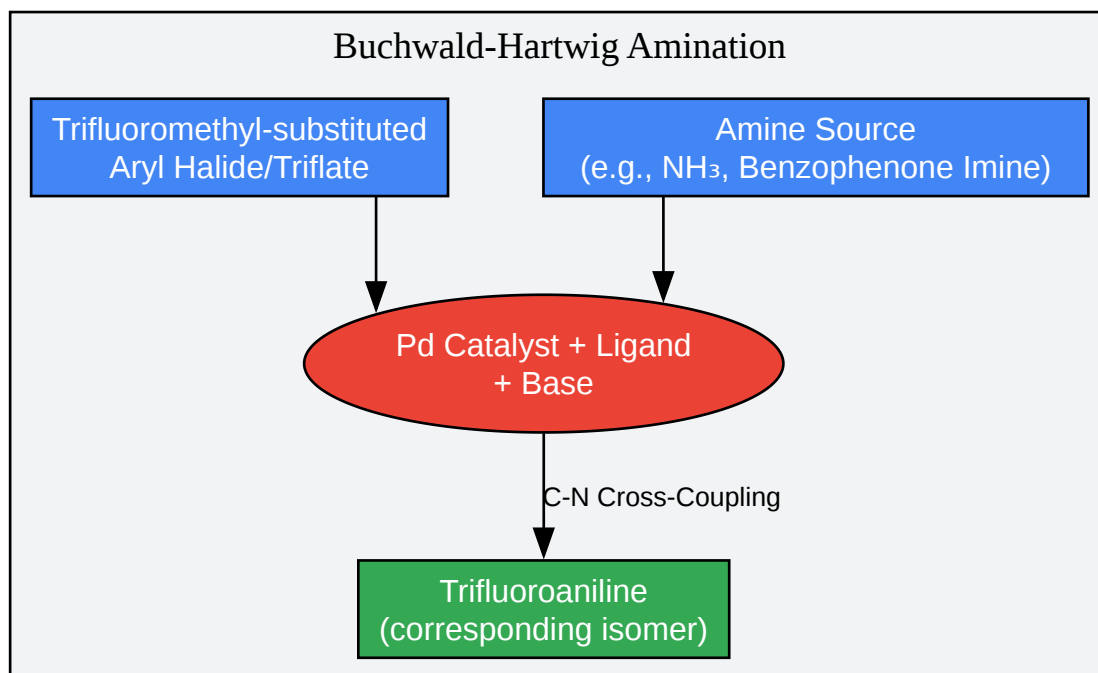 Buchwald-Hartwig Amination
Trifluoromethyl-substituted
Aryl Halide/Triflate
Amine Source
(e.g., NH₃, Benzophenone Imine)
Pd Catalyst + Ligand
+ Base
C-N Cross-Coupling
Trifluoroaniline
(corresponding isomer)